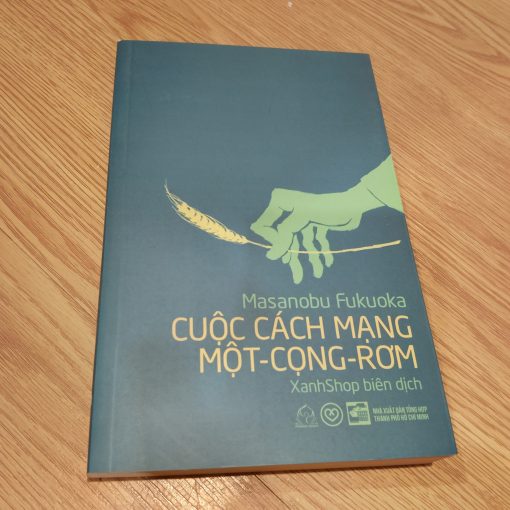 Masanobu Fukuoka
CUỘC CÁCH MẠNG
MỘT-CỌNG-RƠM
XanhShop biên dịch
NHÀ XUẤT BẢN TỔNG HỢP
THÀNH PHỐ HỒ CHÍ MINH